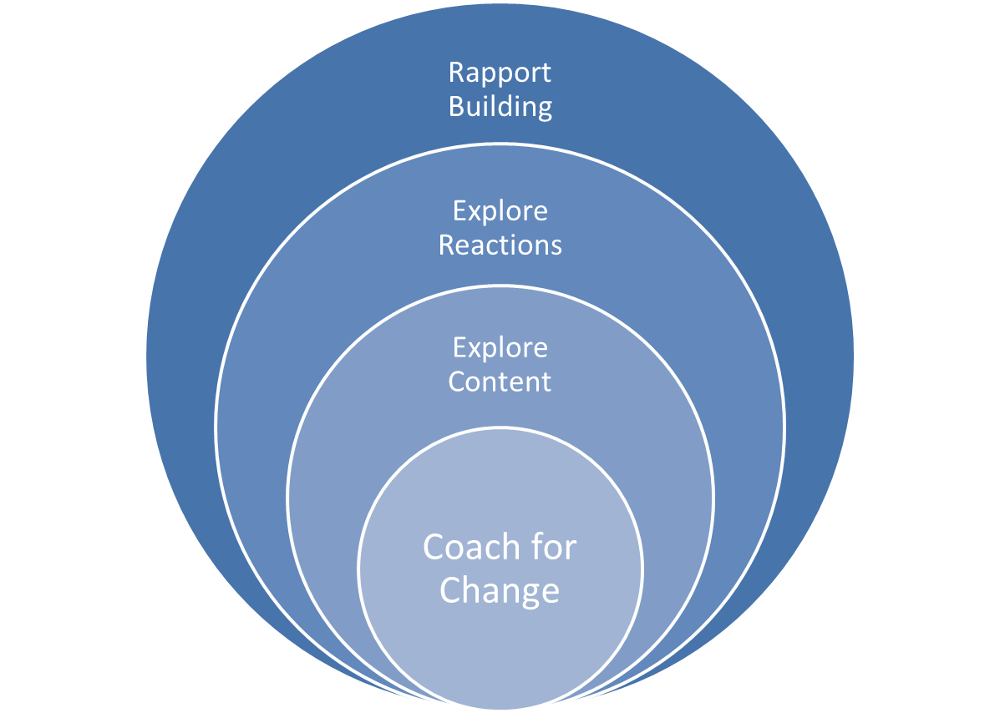 Rapport
Building
Explore
Reactions
Explore
Content
Coach for
Change